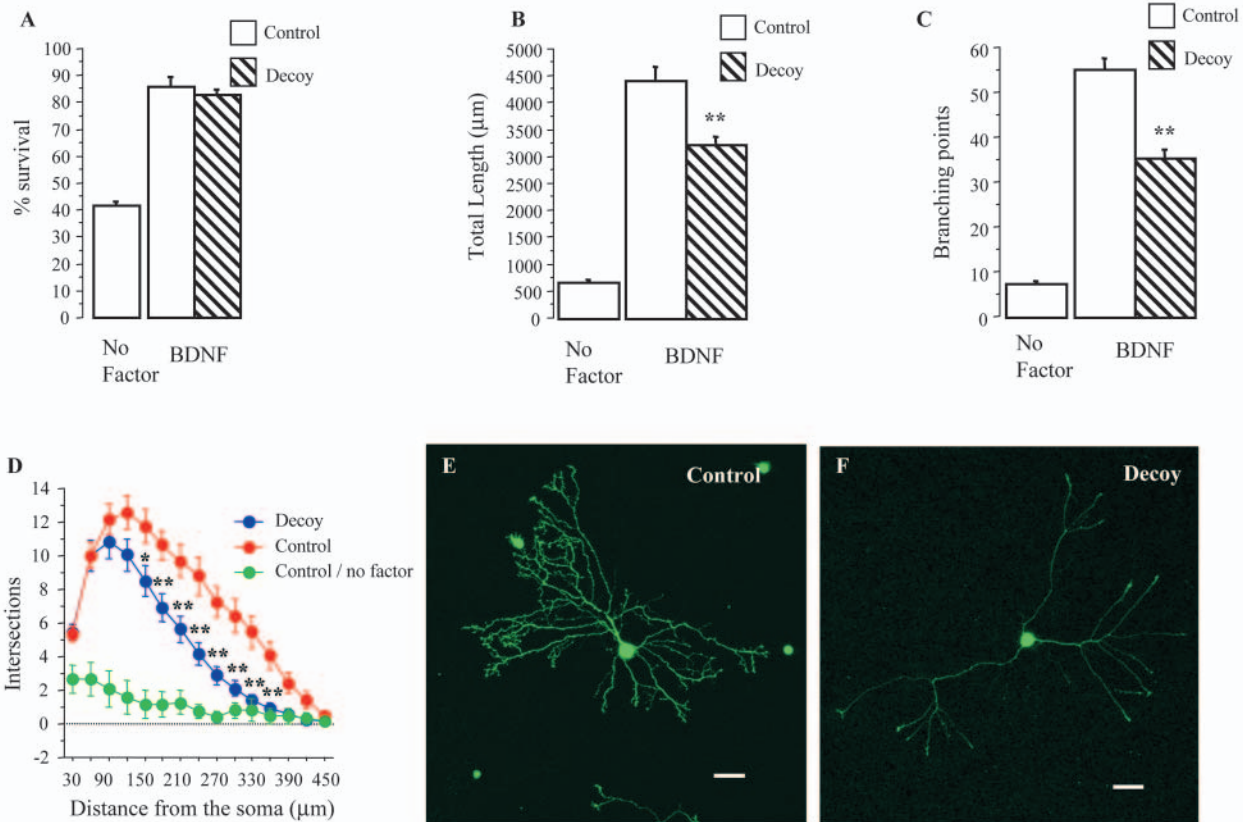 A
Control
Decoy
% survival
100
90
80
70
60
50
40
30
20
10
0
No
Factor
BDNF
B
Control
Decoy
Total Length (μm)
5000
4500
4000
3500
3000
2500
2000
1500
1000
500
0
**
No
Factor
BDNF
C
Control
Decoy
Branching points
60
50
40
30
20
10
0
**
No
Factor
BDNF
D
Intersections
14
12
10
8
6
4
2
0
-2
Decoy
Control
Control / no factor
*
**
**
**
**
**
**
**
30 90 150 210 270 330 390 450
Distance from the soma (μm)
E
Control
F
Decoy